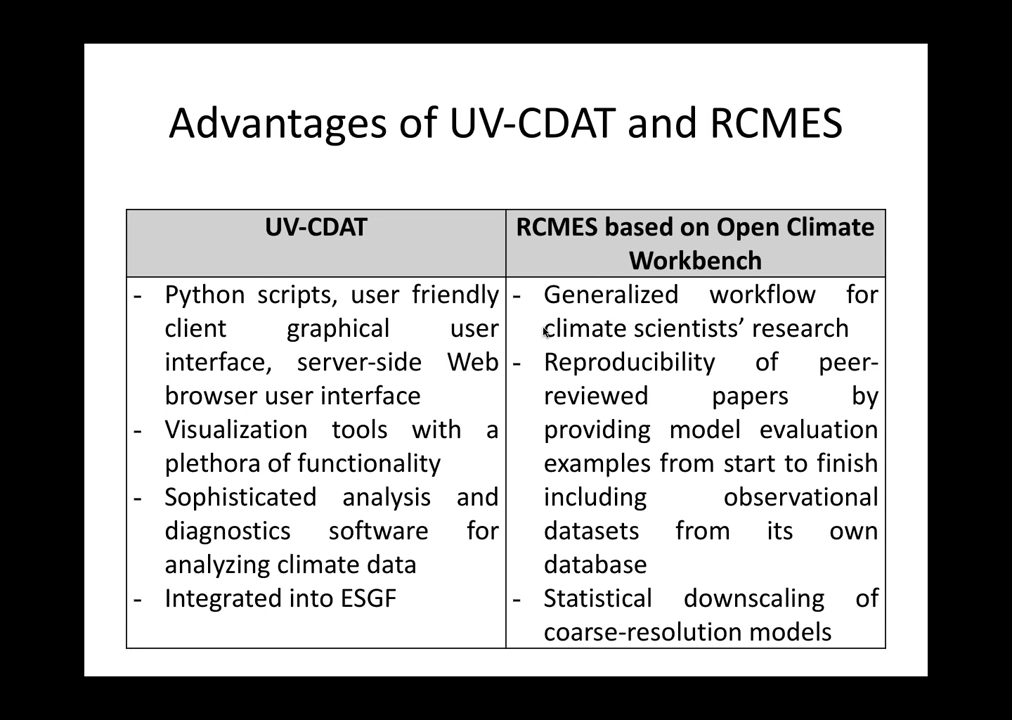 Advantages of UV-CDAT and RCMES
UV-CDAT
- Python scripts, user friendly
client graphical user
interface, server-side Web
browser user interface
- Visualization tools with a
plethora of functionality
- Sophisticated analysis and
diagnostics software for
analyzing climate data
- Integrated into ESGF
RCMES based on Open Climate
Workbench
- Generalized workflow for
climate scientists’ research
- Reproducibility of peer-
reviewed papers by
providing model evaluation
examples from start to finish
including observational
datasets from its own
database
- Statistical downscaling of
coarse-resolution models